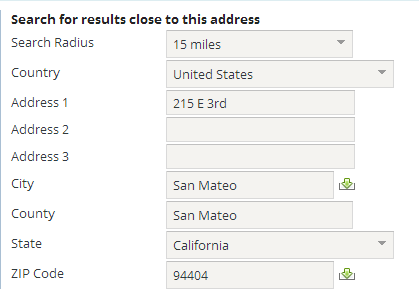 Search for results close to this address
Search Radius 15 miles
Country United States
Address 1 215 E 3rd
Address 2
Address 3
City San Mateo
County San Mateo
State California
ZIP Code 94404